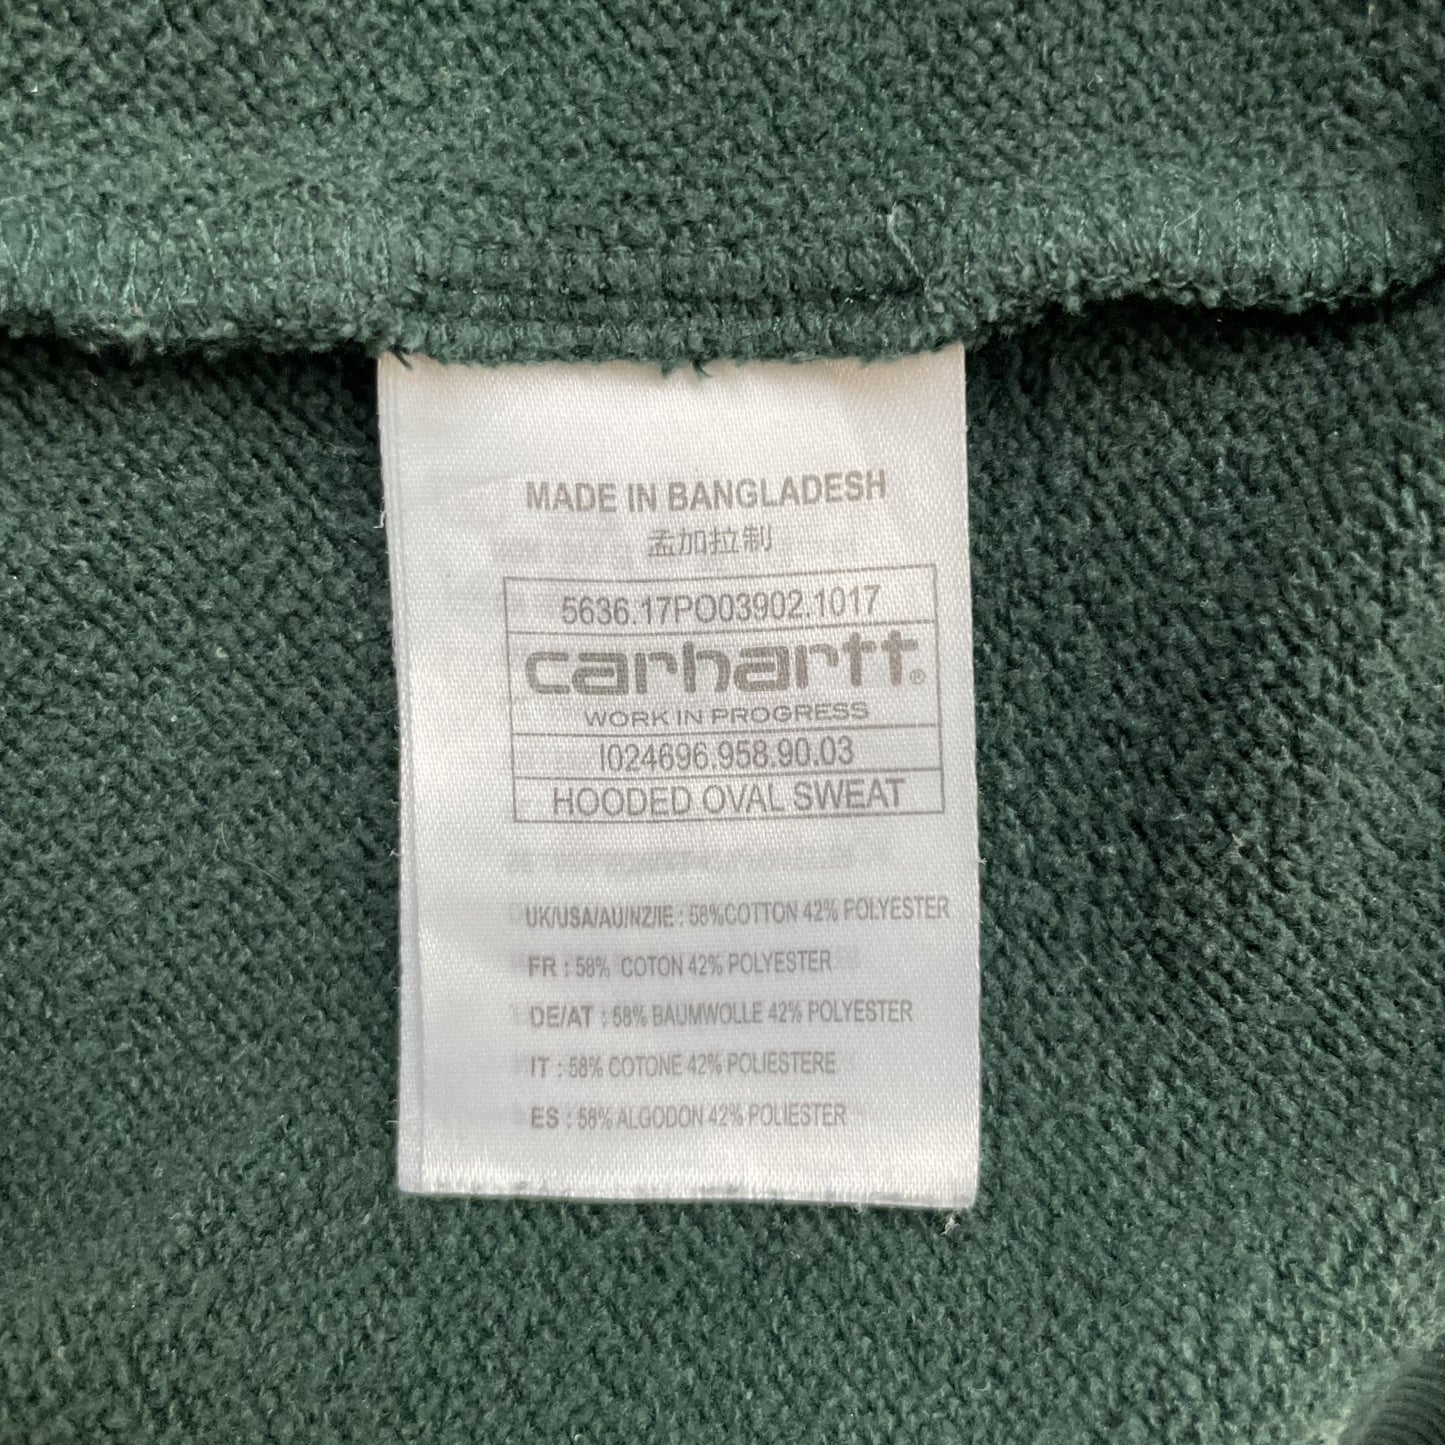 MADE IN BANGLADESH
孟加拉制
5636.17PO03902.1017
carhartt®
WORK IN PROGRESS
I024696.958.90.03
HOODED OVAL SWEAT
UK/USA/AU/NZ/IE : 58%COTTON 42% POLYESTER
FR : 58% COTON 42% POLYESTER
DE/AT : 58% BAUMWOLLE 42% POLYESTER
IT : 58% COTONE 42% POLIESTERE
ES : 58% ALGODON 42% POLIESTER